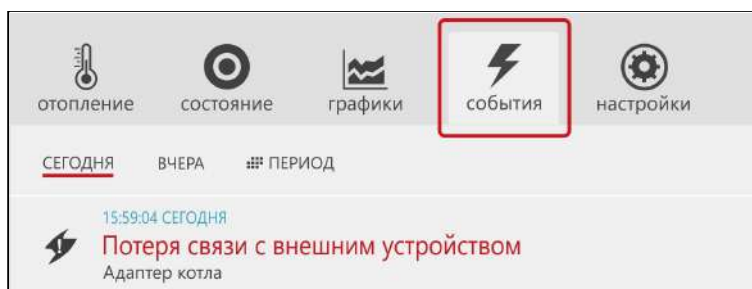 отопление состояние графики события настройки
СЕГОДНЯ ВЧЕРА ПЕРИОД
15:59:04 СЕГОДНЯ
Потеря связи с внешним устройством
Адаптер котла